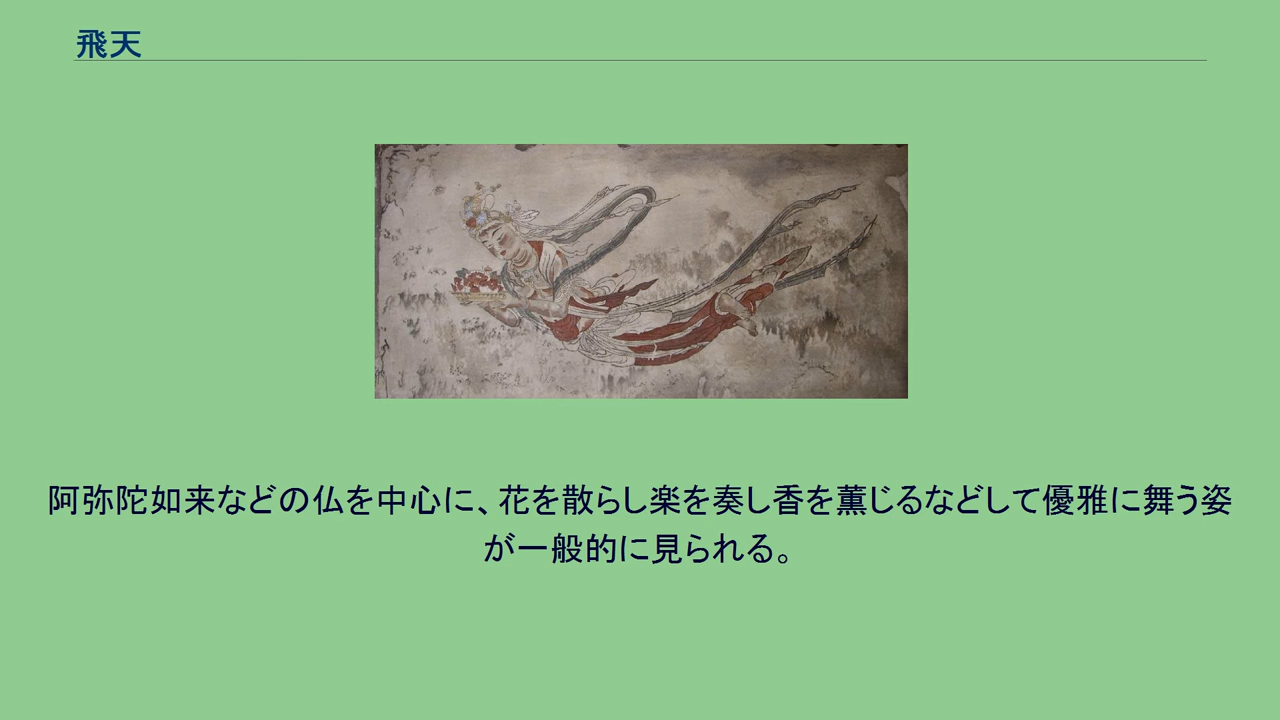 飛天
阿弥陀如来などの仏を中心に、花を散らし楽を奏し香を薫じるなどして優雅に舞う姿
が一般的に見られる。